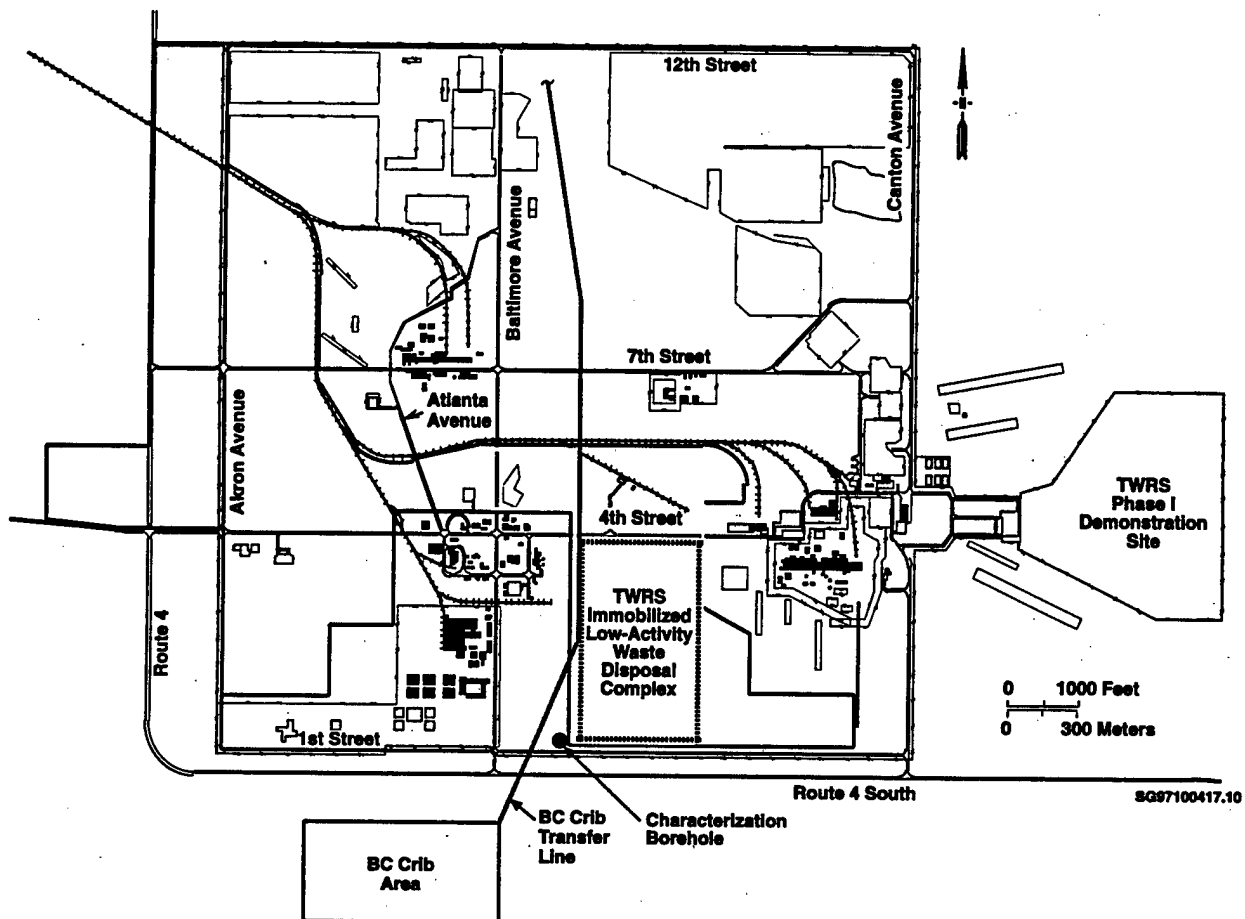 12th Street
Canton Avenue
Baltimore Avenue
7th Street
Atlanta
Avenue
Akron Avenue
4th Street
TWRS
Phase I
Demonstration
Site
TWRS
Immobilized
Low-Activity
Waste
Disposal
Complex
Route 4
0 1000 Feet
0 300 Meters
1st Street
Route 4 South
SG97100417.10
BC Crib
Transfer
Line
Characterization
Borehole
BC Crib
Area